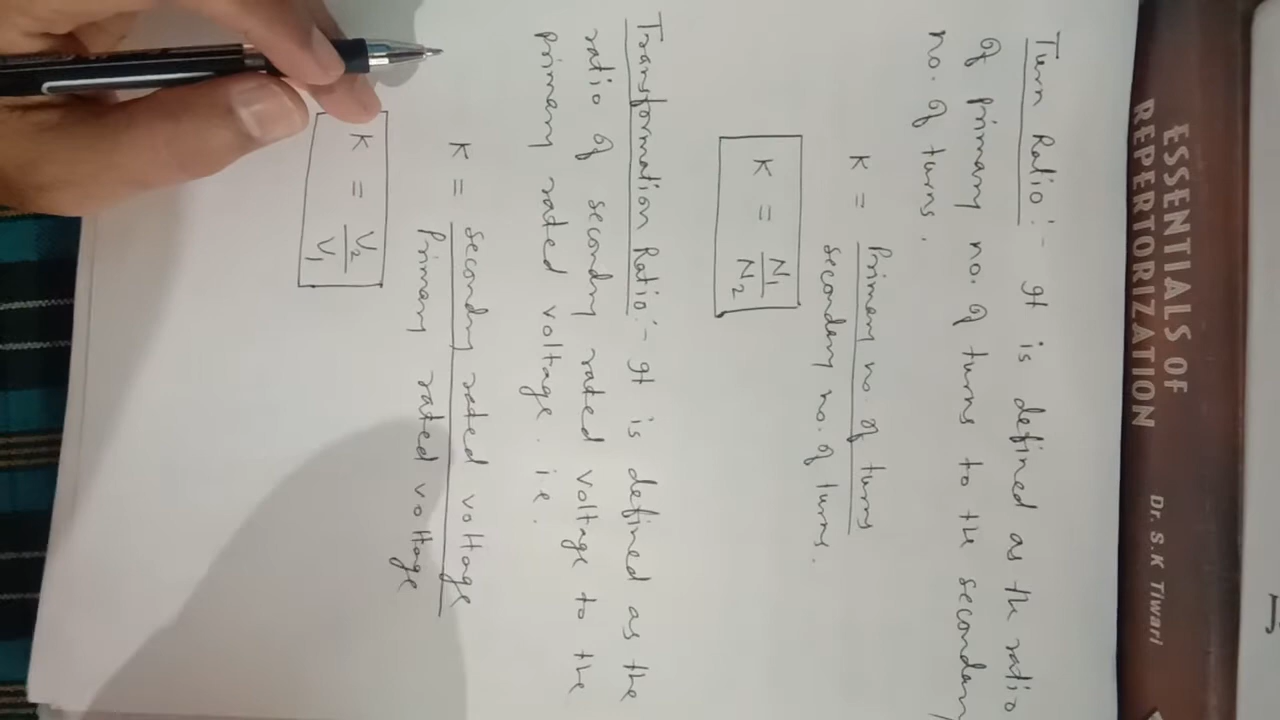 ESSENTIALS OF
REPERTORIZATION
Dr. S.K Tiwari
Turn Ratio:- It is defined as the ratio
of primary no. of turns to the secondary
no. of turns.
K = Primary no. of turns
secondary no. of turns.
K = N1
N2
Transformation Ratio:- It is defined as the
ratio of secondry rated voltage to the
primary rated voltage. i.e.
K = secondry rated voltage
Primary rated voltage
K = V2
V1